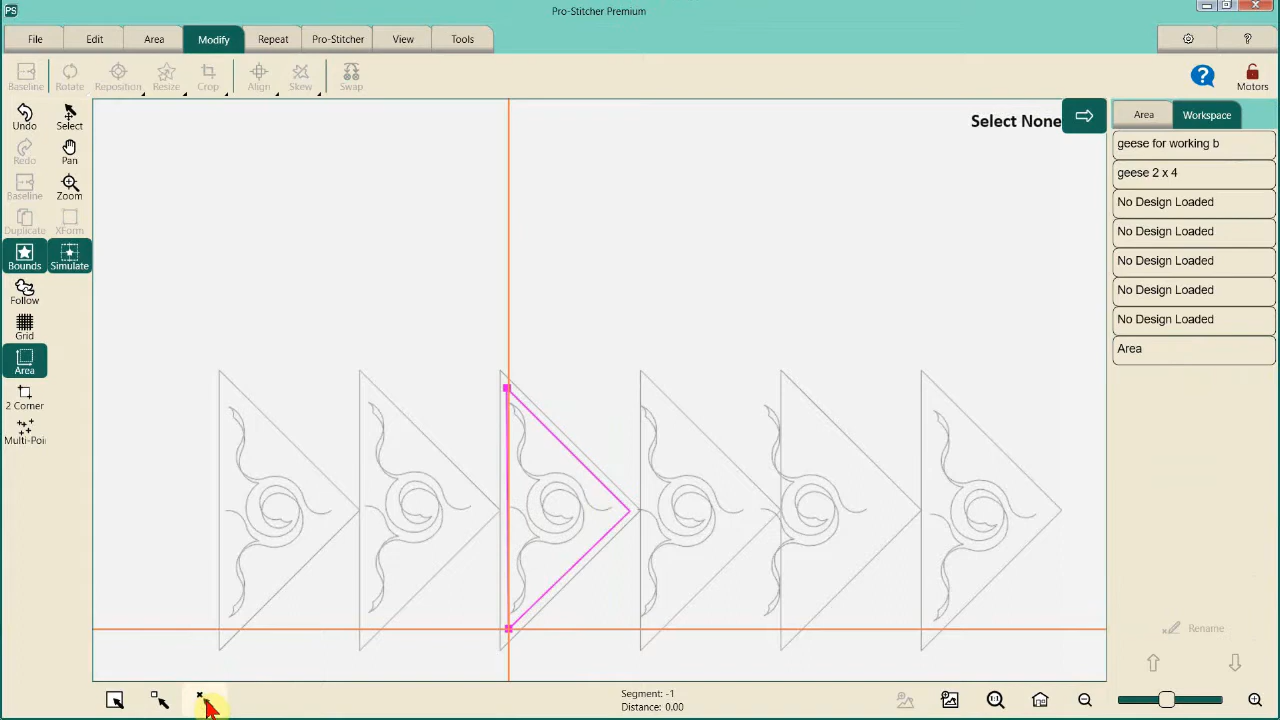 PS
Pro-Stitcher Premium
File Edit Area Modify Repeat Pro-Stitcher View Tools
Baseline Rotate Reposition Resize Crop Align Skew Swap
? Motors
Undo Select
Redo Pan
Baseline Zoom
Duplicate XForm
Bounds Simulate
Follow
Grid
Area
2 Corner
Multi-Poi
Select None
Area Workspace
geese for working b
geese 2 x 4
No Design Loaded
No Design Loaded
No Design Loaded
No Design Loaded
No Design Loaded
Area
Rename
Segment: -1
Distance: 0.00